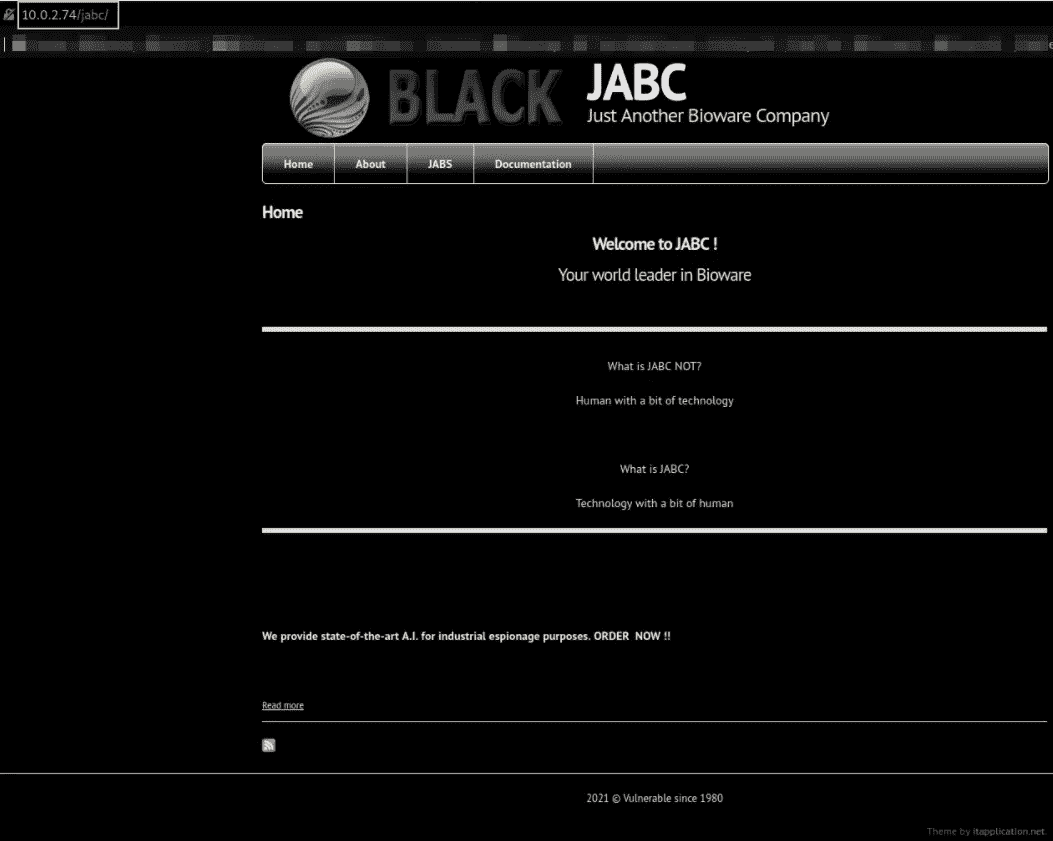 10.0.2.74/jabc/
BLACK
JABC
Just Another Bioware Company
Home About JABS Documentation
Home
Welcome to JABC !
Your world leader in Bioware
What is JABC NOT?
Human with a bit of technology
What is JABC?
Technology with a bit of human
We provide state-of-the-art A.I. for industrial espionage purposes. ORDER NOW !!
Read more
2021 © Vulnerable since 1980
Theme by itapplication.net.